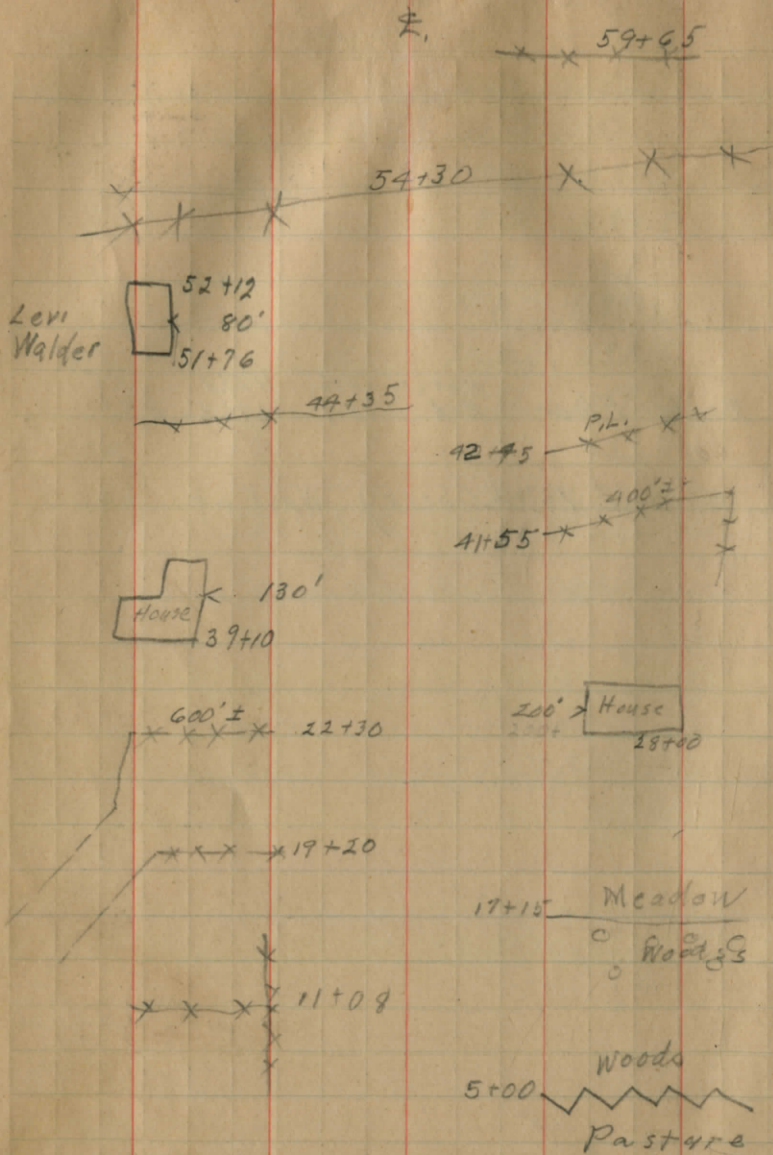 ℄.
59+65
54+30
52+12
Levi
80'
Walder
51+76
44+35
P.L.
42+45
400'±
41+55
130'
House
39+10
600'±
22+30
200'
House
28+00
19+20
17+15
Meadow
Woods
11+08
Woods
5+00
Pasture